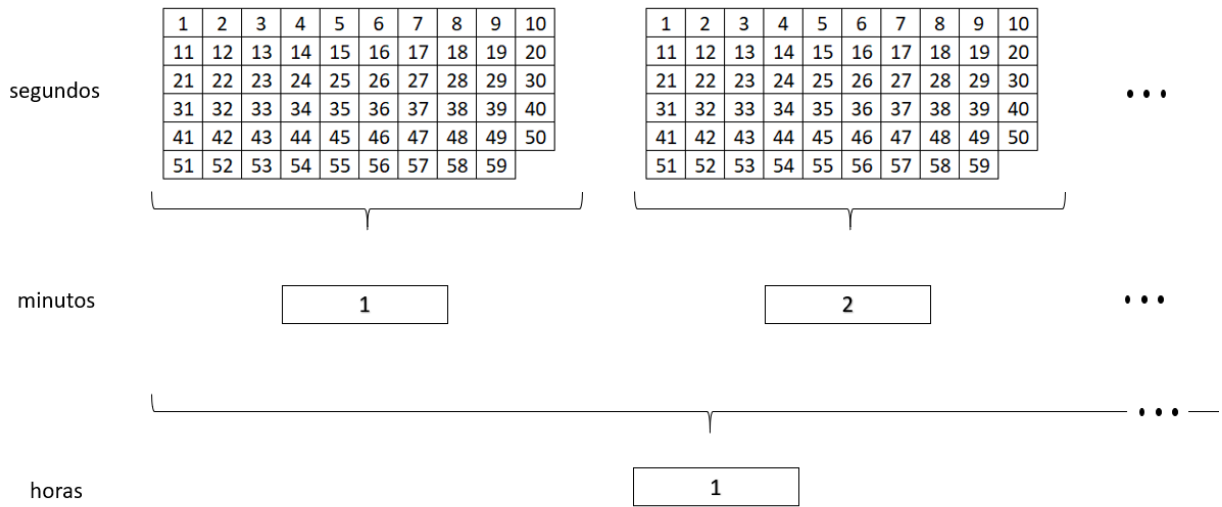 1 2 3 4 5 6 7 8 9 10 1 2 3 4 5 6 7 8 9 10
11 12 13 14 15 16 17 18 19 20 11 12 13 14 15 16 17 18 19 20
segundos 21 22 23 24 25 26 27 28 29 30 21 22 23 24 25 26 27 28 29 30 ...
31 32 33 34 35 36 37 38 39 40 31 32 33 34 35 36 37 38 39 40
41 42 43 44 45 46 47 48 49 50 41 42 43 44 45 46 47 48 49 50
51 52 53 54 55 56 57 58 59 51 52 53 54 55 56 57 58 59
minutos 1 2 ...
...
horas 1